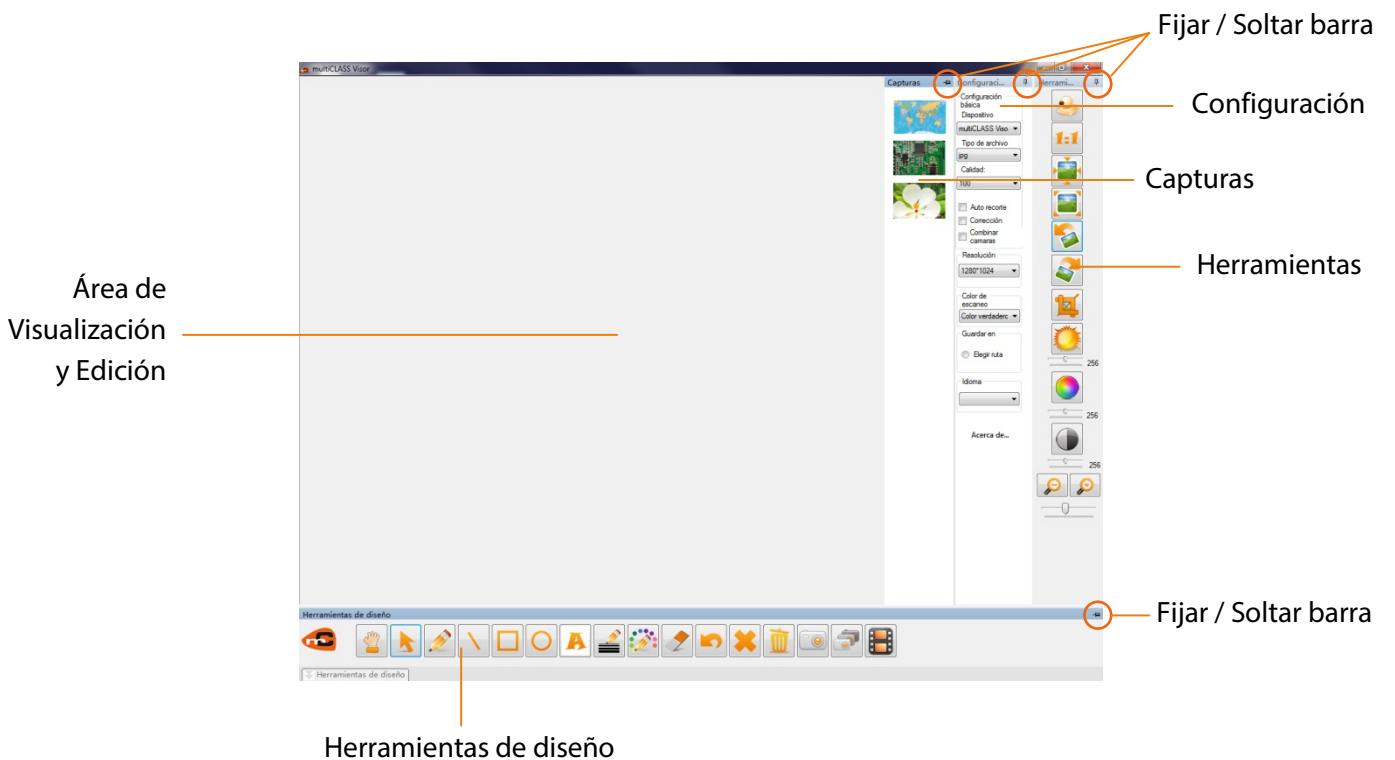 Fijar / Soltar barra
multiCLASS Visor
Capturas
Configuraci...
Herrami...
Configuración
básica
Dispositivo
multiCLASS Viso
Tipo de archivo
jpg
Calidad:
100
Auto recorte
Corrección
Combinar
camaras
Resolución
1280*1024
Color de
escaneo
Color verdaderc
Guardar en
Elegir ruta
Idioma
Acerca de...
1:1
256
256
256
Configuración
Capturas
Herramientas
Área de
Visualización
y Edición
Herramientas de diseño
A
Fijar / Soltar barra
Herramientas de diseño
Herramientas de diseño